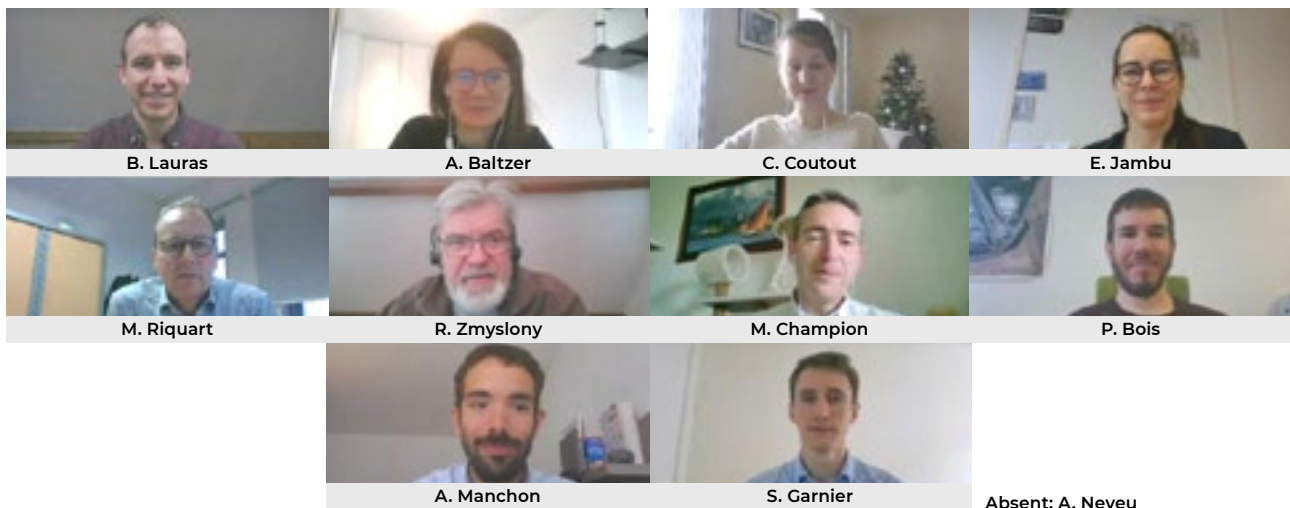 B. Lauras
A. Baltzer
C. Coutout
E. Jambu
M. Riquart
R. Zmyslony
M. Champion
P. Bois
A. Manchon
S. Garnier
Absent: A. Neveu